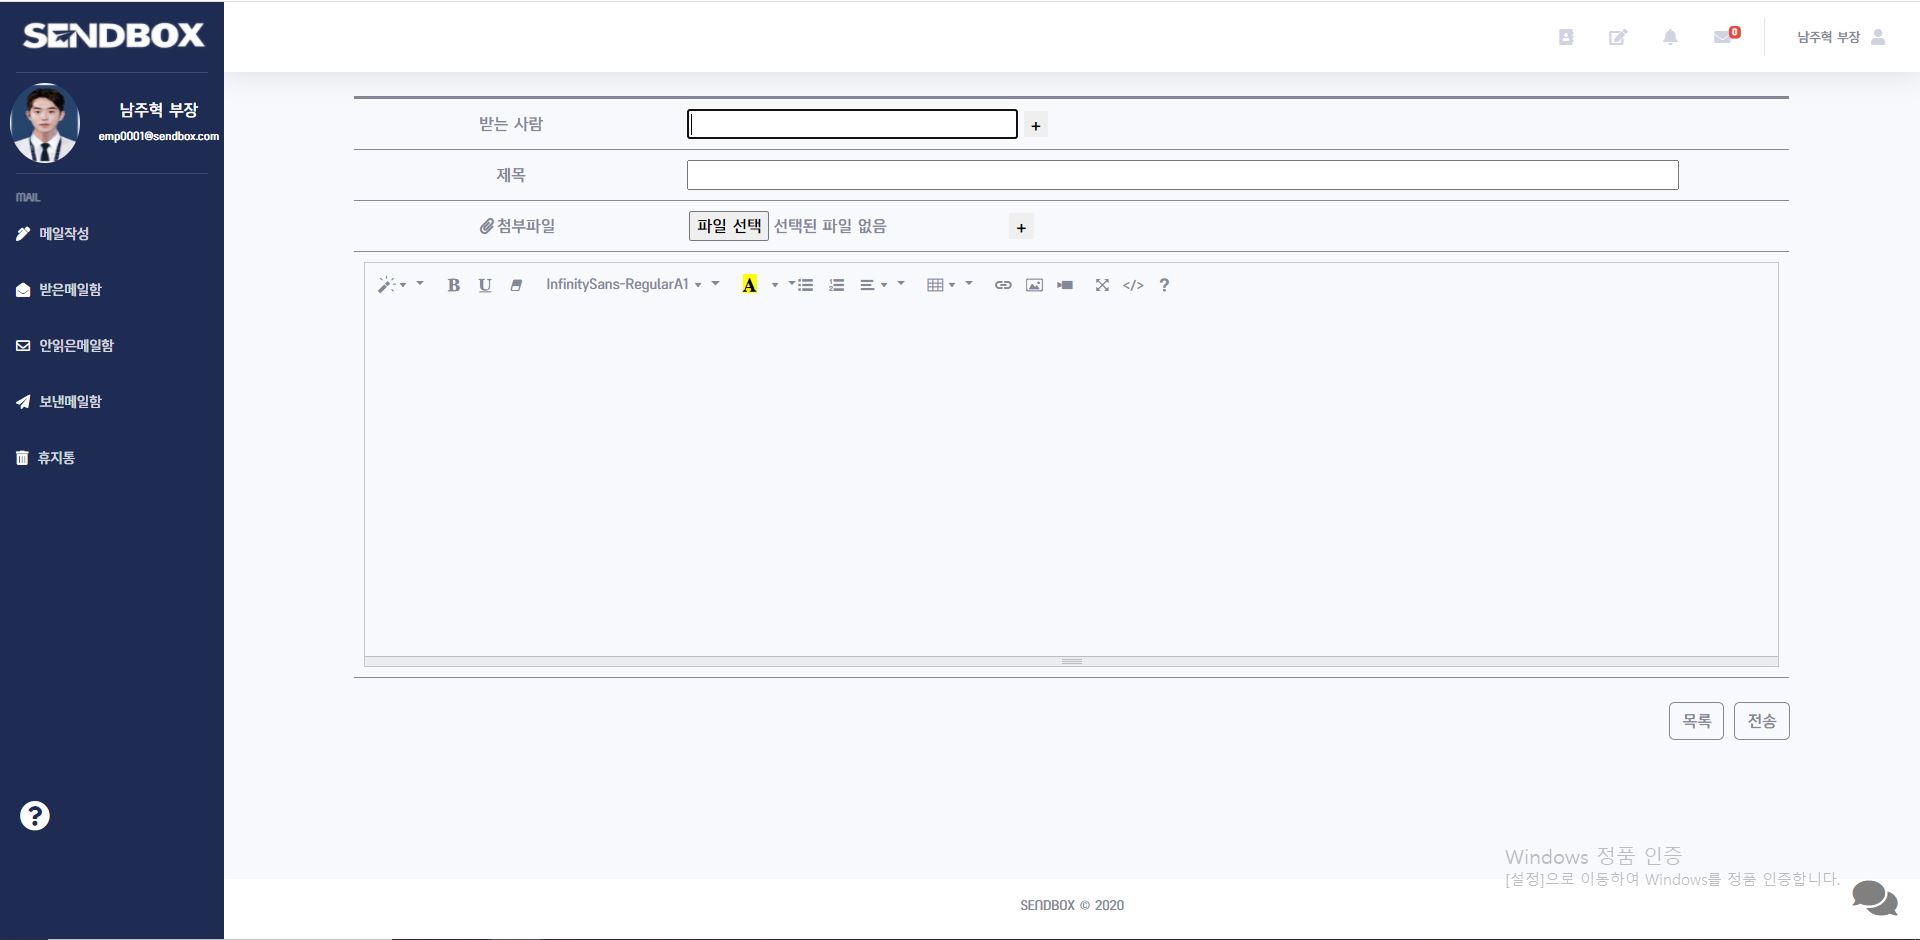 SENDBOX
0
남주혁 부장
남주혁 부장
emp0001@sendbox.com
MAIL
메일작성
받은메일함
안읽은메일함
보낸메일함
휴지통
?
받는 사람 +
제목
첨부파일 파일 선택 선택된 파일 없음 +
B U InfinitySans-RegularA1 A </> ?
목록 전송
Windows 정품 인증
[설정]으로 이동하여 Windows를 정품 인증합니다.
SENDBOX © 2020